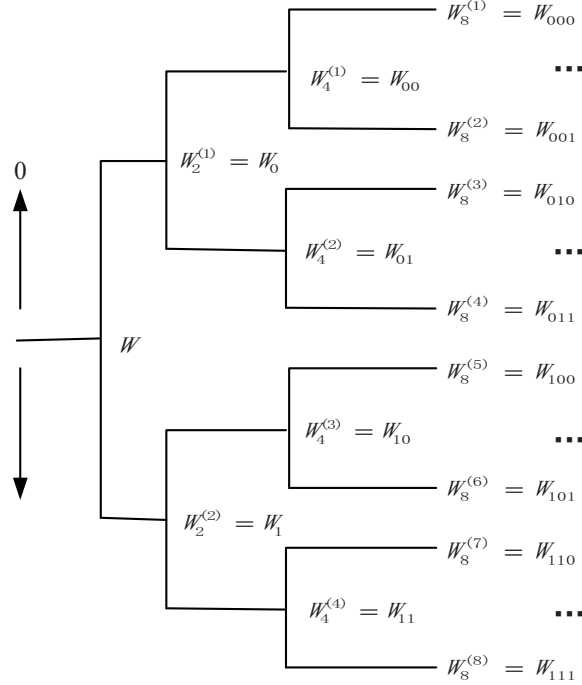 W_8^{(1)} = W_{000}
W_4^{(1)} = W_{00}
...
W_8^{(2)} = W_{001}
0
W_2^{(1)} = W_0
W_8^{(3)} = W_{010}
W_4^{(2)} = W_{01}
...
W_8^{(4)} = W_{011}
W
W_8^{(5)} = W_{100}
W_4^{(3)} = W_{10}
...
W_8^{(6)} = W_{101}
W_2^{(2)} = W_1
W_8^{(7)} = W_{110}
W_4^{(4)} = W_{11}
...
W_8^{(8)} = W_{111}